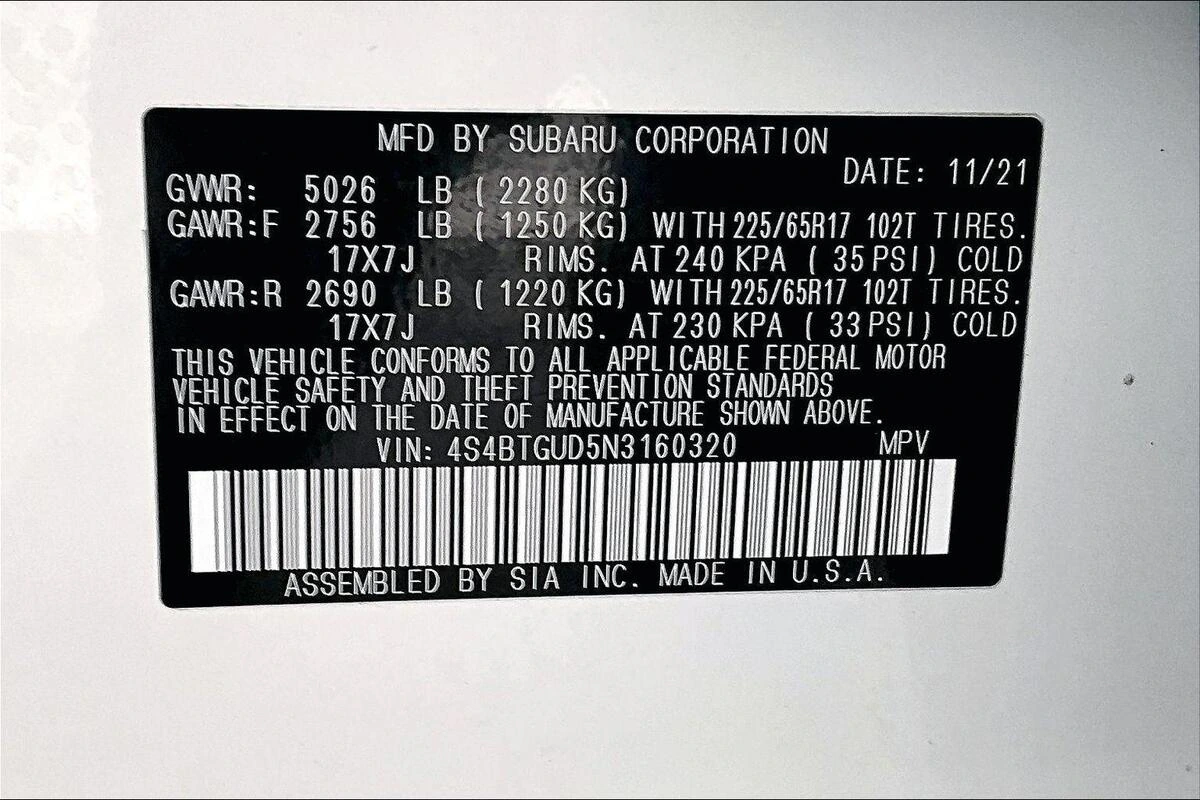 MFD BY SUBARU CORPORATION
DATE: 11/21
GVWR: 5026 LB ( 2280 KG)
GAWR:F 2756 LB ( 1250 KG) WITH 225/65R17 102T TIRES.
17X7J RIMS. AT 240 KPA ( 35 PSI) COLD
GAWR:R 2690 LB ( 1220 KG) WITH 225/65R17 102T TIRES.
17X7J RIMS. AT 230 KPA ( 33 PSI) COLD
THIS VEHICLE CONFORMS TO ALL APPLICABLE FEDERAL MOTOR
VEHICLE SAFETY AND THEFT PREVENTION STANDARDS
IN EFFECT ON THE DATE OF MANUFACTURE SHOWN ABOVE.
VIN: 4S4BTGUD5N3160320 MPV
ASSEMBLED BY SIA INC. MADE IN U.S.A.